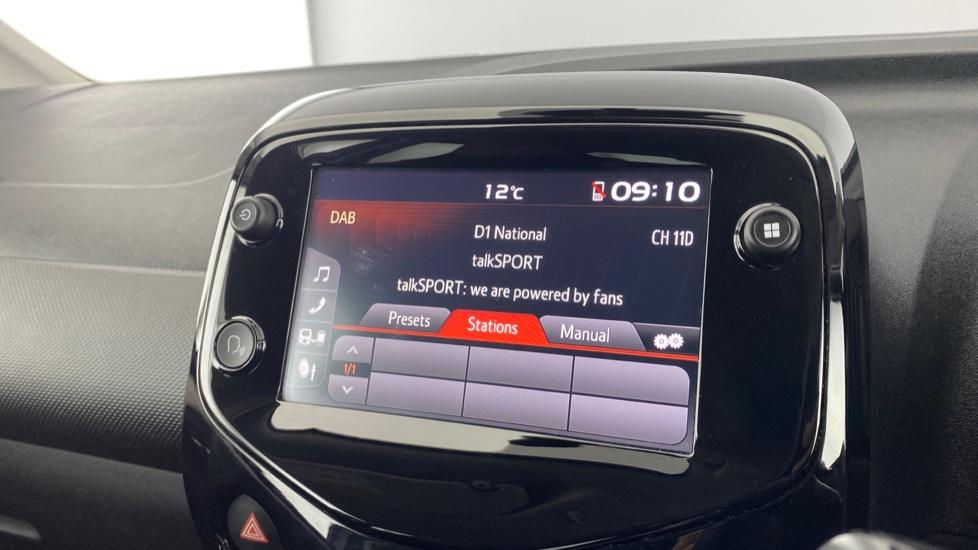 12°C 09:10
DAB
D1 National CH 11D
talkSPORT
talkSPORT: we are powered by fans
Presets Stations Manual
1/1